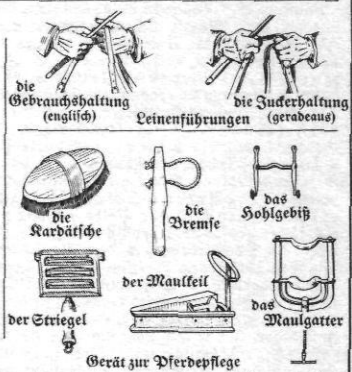 die
Gebrauchshaltung
(englisch)
die Juckerhaltung
(geradeaus)
Leinenführungen
die
Kardätsche
die
Bremse
das
Hohlgebiß
der Striegel
der Maulkeil
das
Maulgatter
Gerät zur Pferdepflege